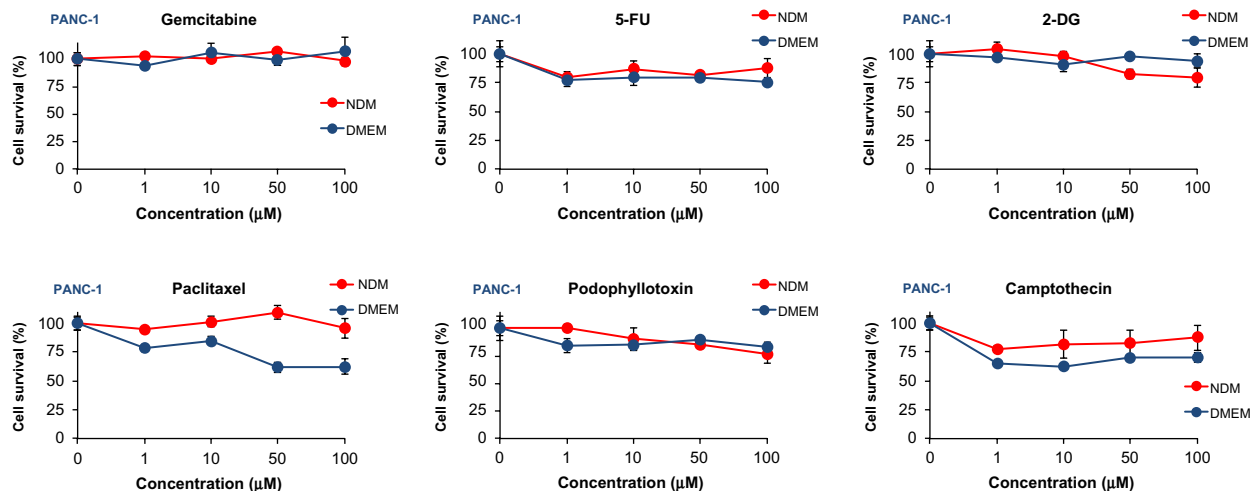 PANC-1
Gemcitabine
Cell survival (%)
100
75
50
25
0
NDM
DMEM
0 1 10 50 100
Concentration (µM)
PANC-1
5-FU
Cell survival (%)
100
75
50
25
0
NDM
DMEM
0 1 10 50 100
Concentration (µM)
PANC-1
2-DG
Cell survival (%)
100
75
50
25
0
NDM
DMEM
0 1 10 50 100
Concentration (µM)
PANC-1
Paclitaxel
Cell survival (%)
100
75
50
25
0
NDM
DMEM
0 1 10 50 100
Concentration (µM)
PANC-1
Podophyllotoxin
Cell survival (%)
100
75
50
25
0
NDM
DMEM
0 1 10 50 100
Concentration (µM)
PANC-1
Camptothecin
Cell survival (%)
100
75
50
25
0
NDM
DMEM
0 1 10 50 100
Concentration (µM)